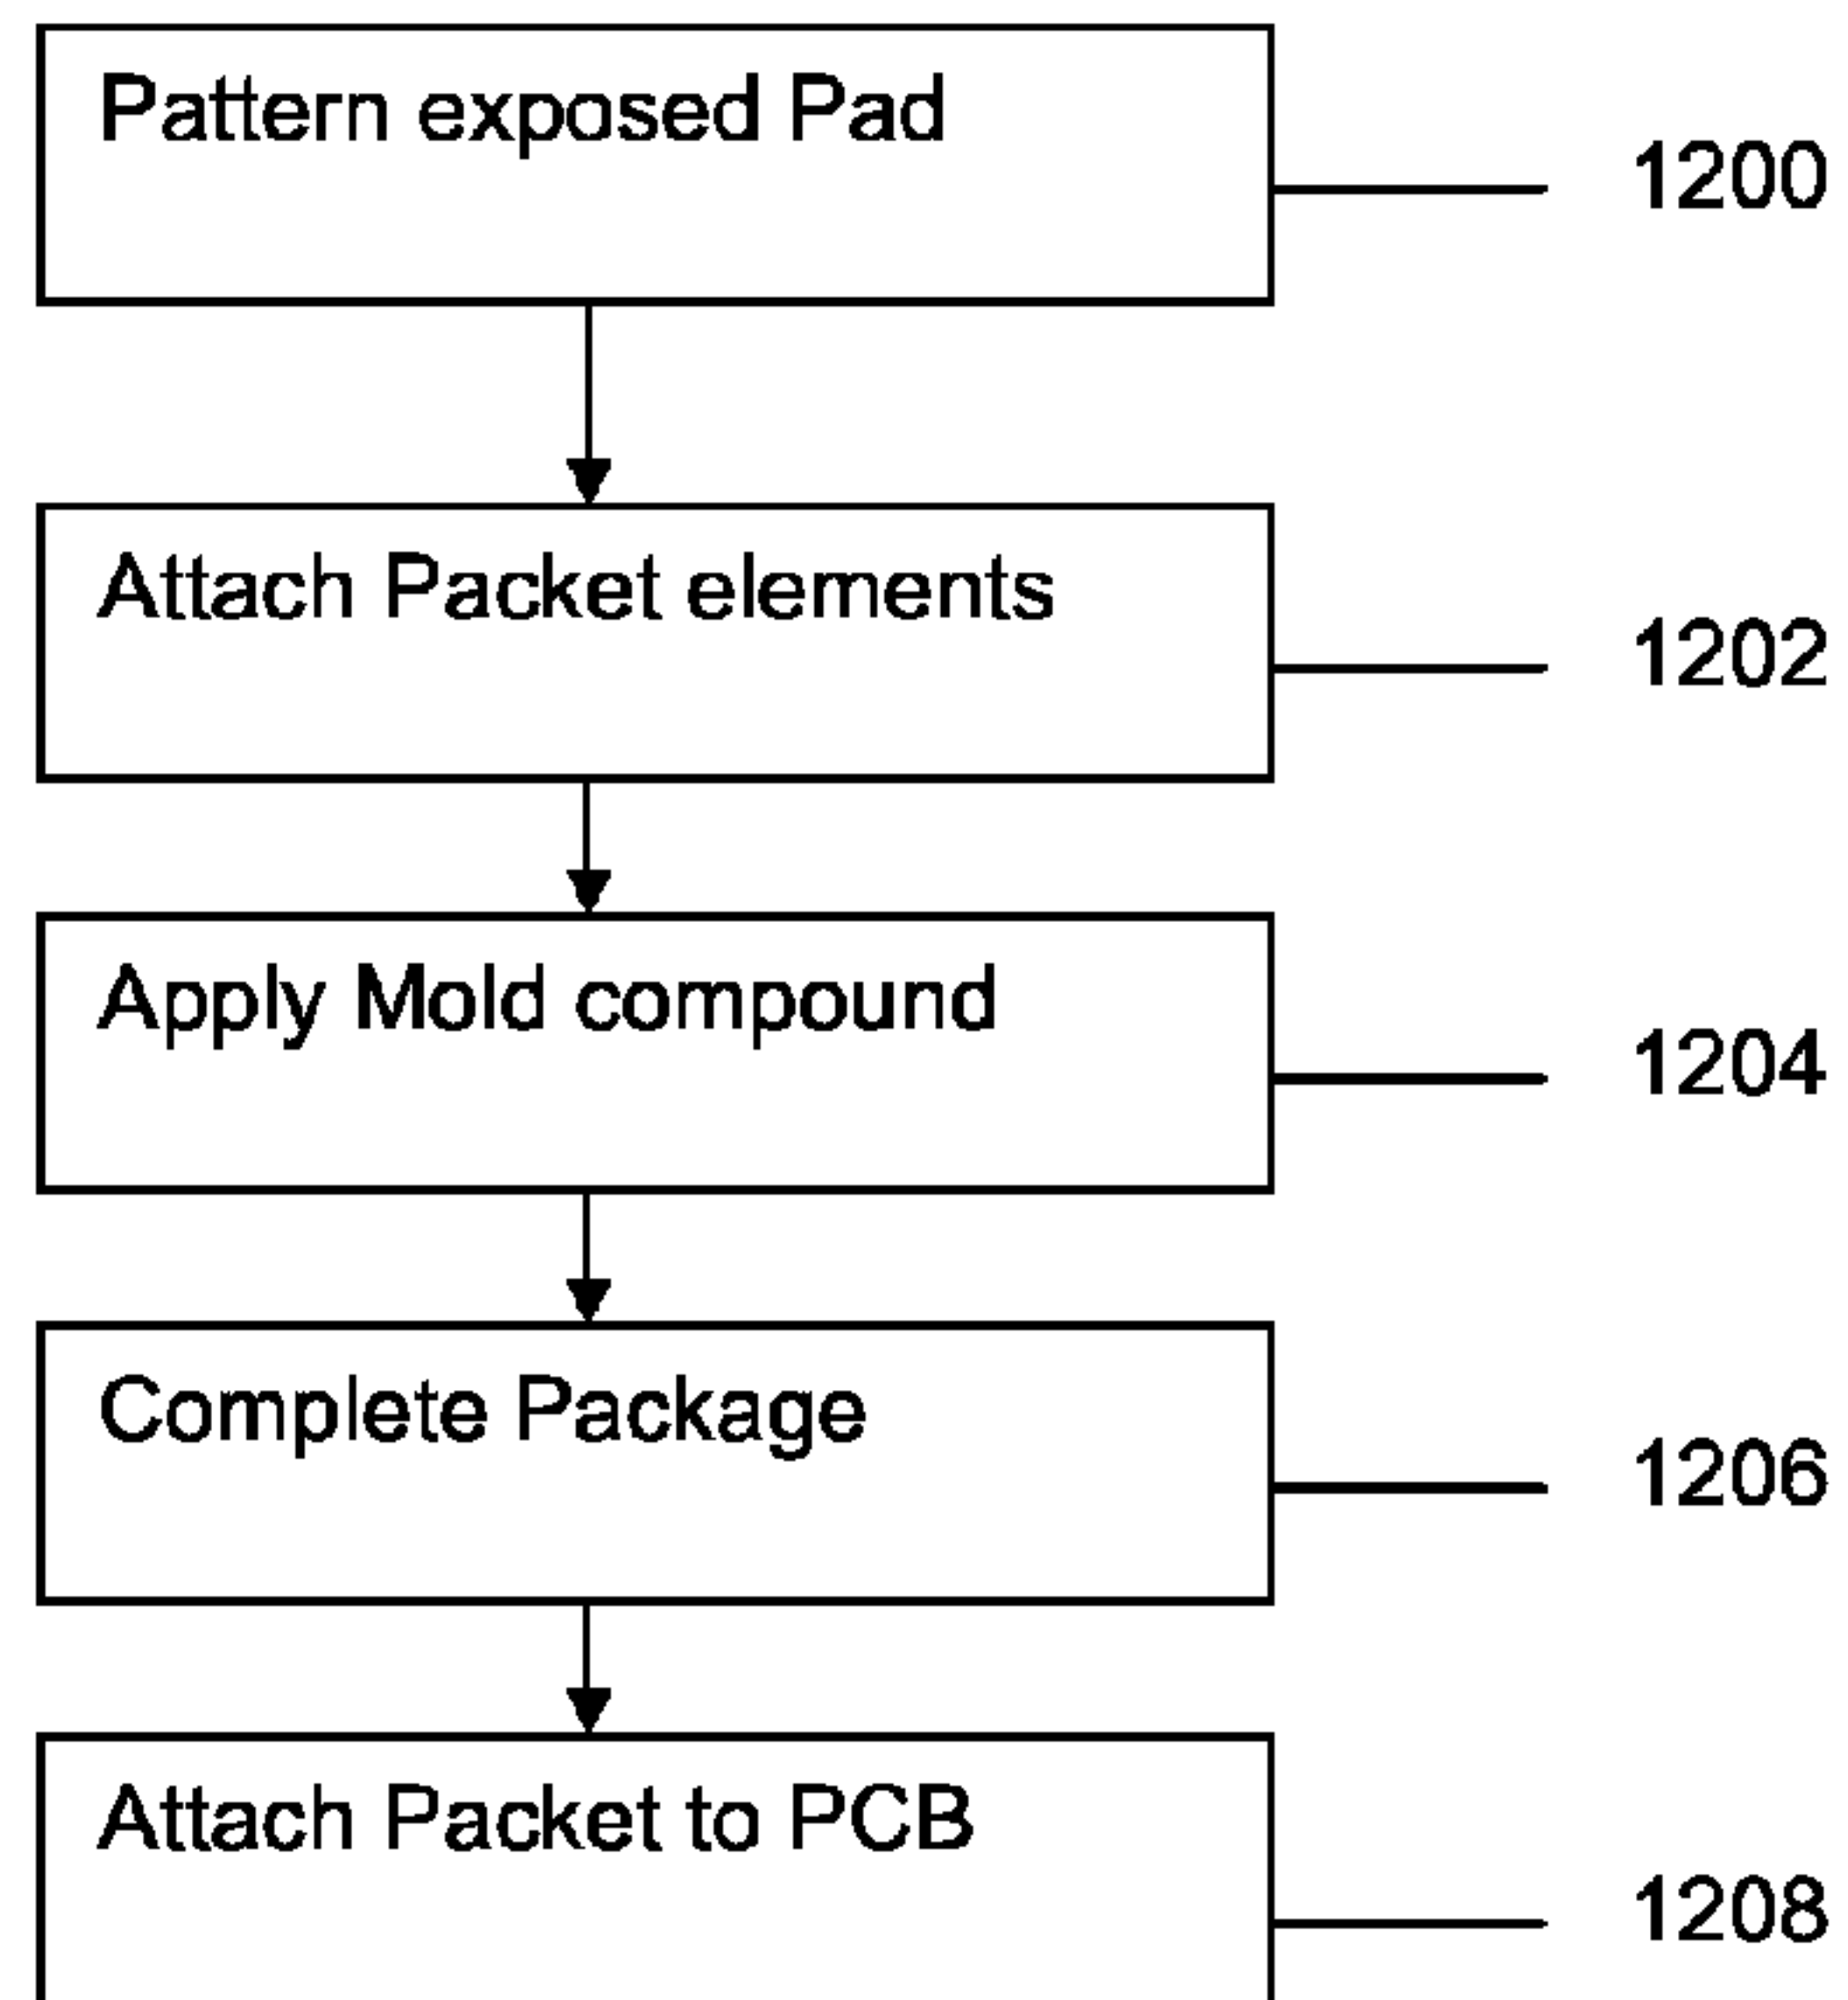 Pattern exposed Pad
1200
Attach Packet elements
1202
Apply Mold compound
1204
Complete Package
1206
Attach Packet to PCB
1208